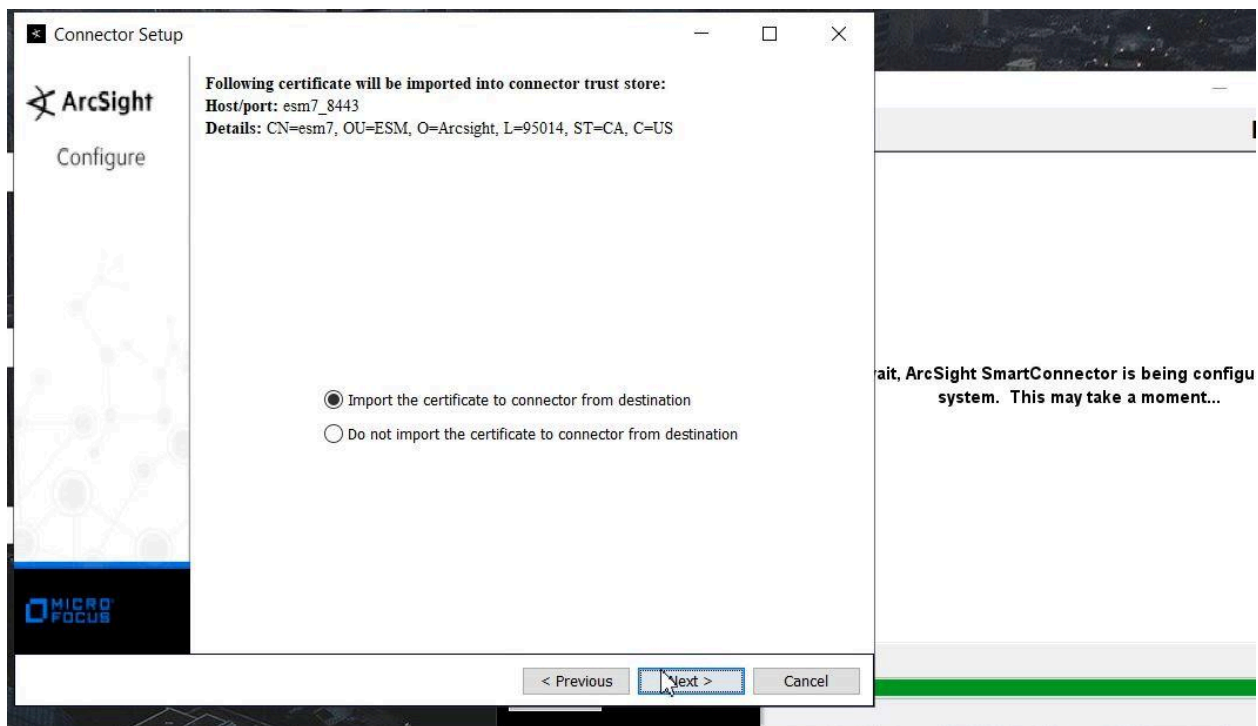 Connector Setup
ArcSight
Configure
Following certificate will be imported into connector trust store:
Host/port: esm7_8443
Details: CN=esm7, OU=ESM, O=Arcsight, L=95014, ST=CA, C=US
Import the certificate to connector from destination
Do not import the certificate to connector from destination
ArcSight SmartConnector is being
system. This may take a moment...
MICRO
FOCUS
< Previous
Next >
Cancel